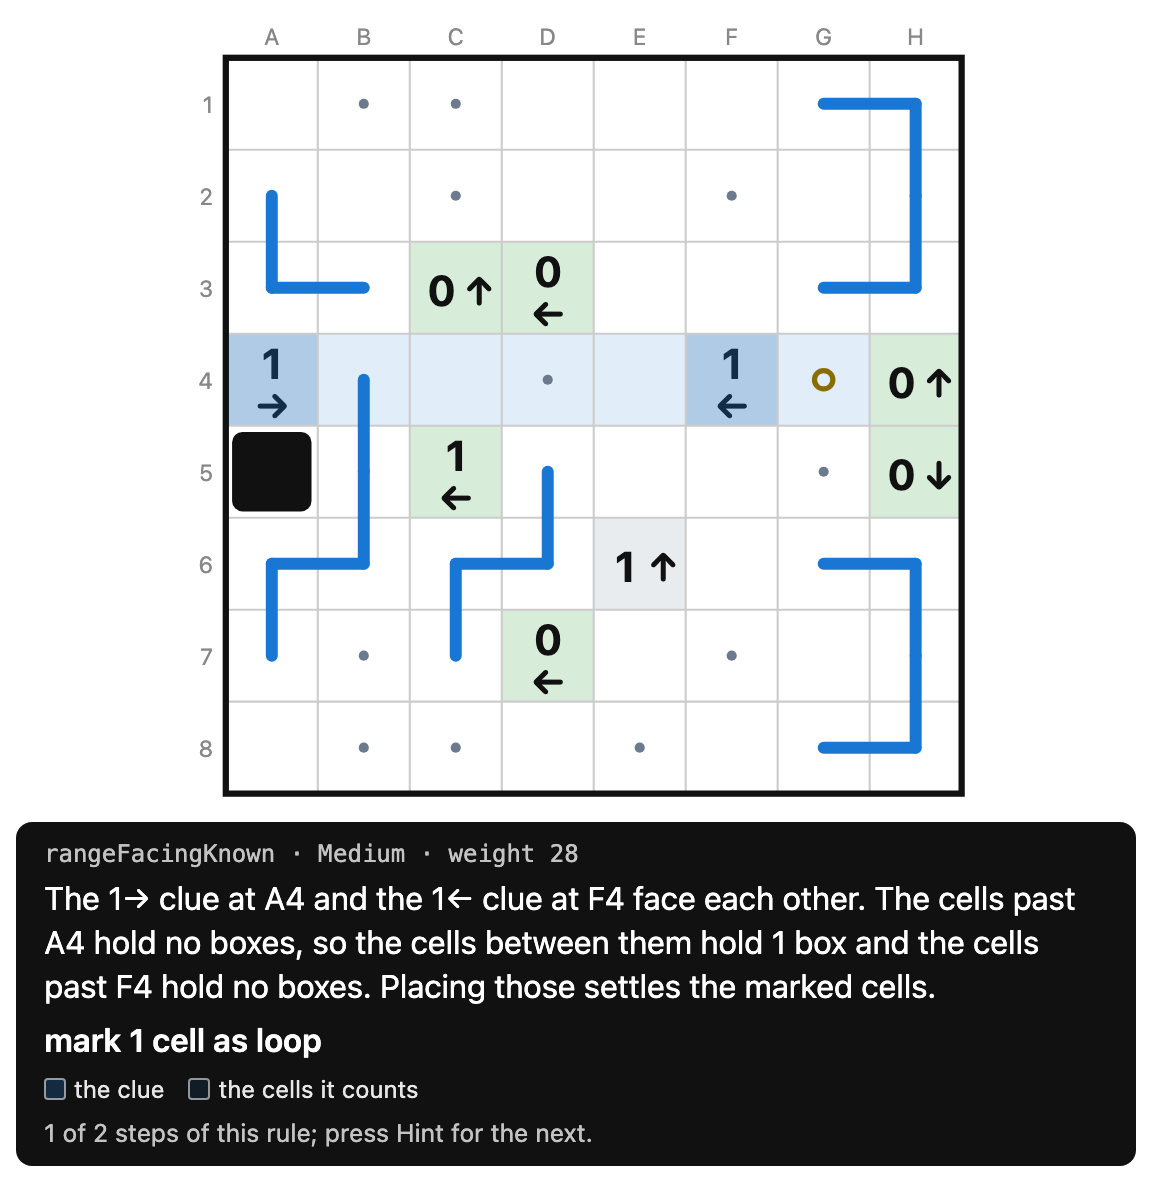 A B C D E F G H
1
2
3 0 ↑ 0 ←
4 1 → 1 ← 0 ↑
5 1 ← 0 ↓
6 1 ↑
7 0 ←
8
rangeFacingKnown · Medium · weight 28
The 1→ clue at A4 and the 1← clue at F4 face each other. The cells past
A4 hold no boxes, so the cells between them hold 1 box and the cells
past F4 hold no boxes. Placing those settles the marked cells.
mark 1 cell as loop
the clue the cells it counts
1 of 2 steps of this rule; press Hint for the next.